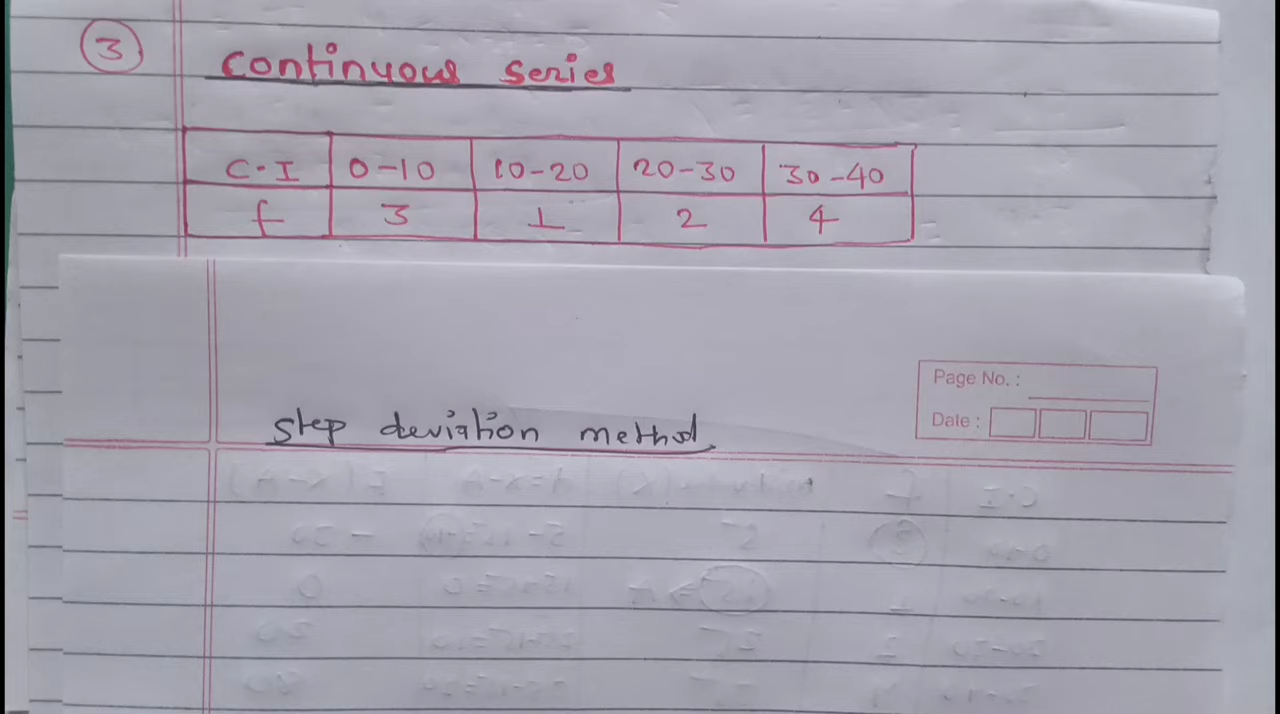 3 continuous series
C.I 0-10 10-20 20-30 30-40
f 3 1 2 4
Page No. :
Date :
step deviation method